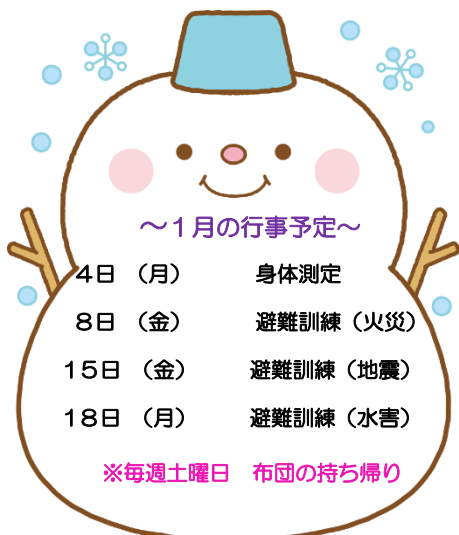 ～１月の行事予定～
４日　（月）　　　身体測定
８日　（金）　　　避難訓練（火災）
１５日　（金）　　　避難訓練（地震）
１８日　（月）　　　避難訓練（水害）
※毎週土曜日　布団の持ち帰り